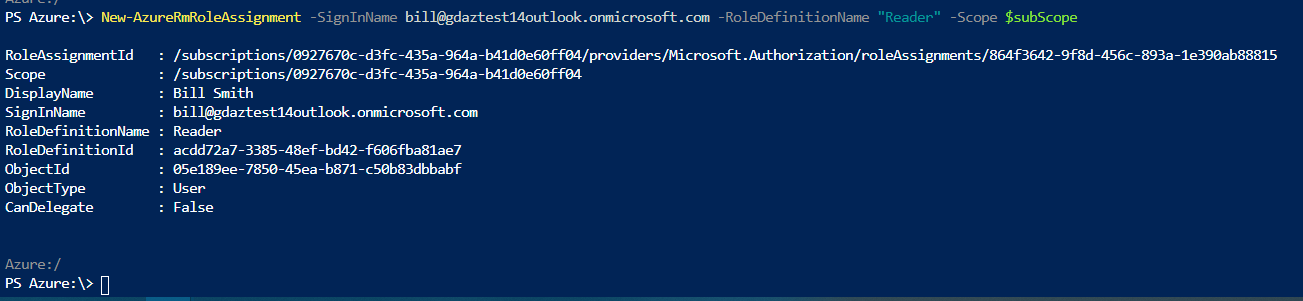 Azure:/
PS Azure:\> New-AzureRmRoleAssignment -SignInName bill@gdaztest14outlook.onmicrosoft.com -RoleDefinitionName "Reader" -Scope $subScope
RoleAssignmentId   : /subscriptions/0927670c-d3fc-435a-964a-b41d0e60ff04/providers/Microsoft.Authorization/roleAssignments/864f3642-9f8d-456c-893a-1e390ab88815
Scope              : /subscriptions/0927670c-d3fc-435a-964a-b41d0e60ff04
DisplayName        : Bill Smith
SignInName         : bill@gdaztest14outlook.onmicrosoft.com
RoleDefinitionName : Reader
RoleDefinitionId   : acdd72a7-3385-48ef-bd42-f606fba81ae7
ObjectId           : 05e189ee-7850-45ea-b871-c50b83dbbabf
ObjectType         : User
CanDelegate        : False
Azure:/
PS Azure:\>